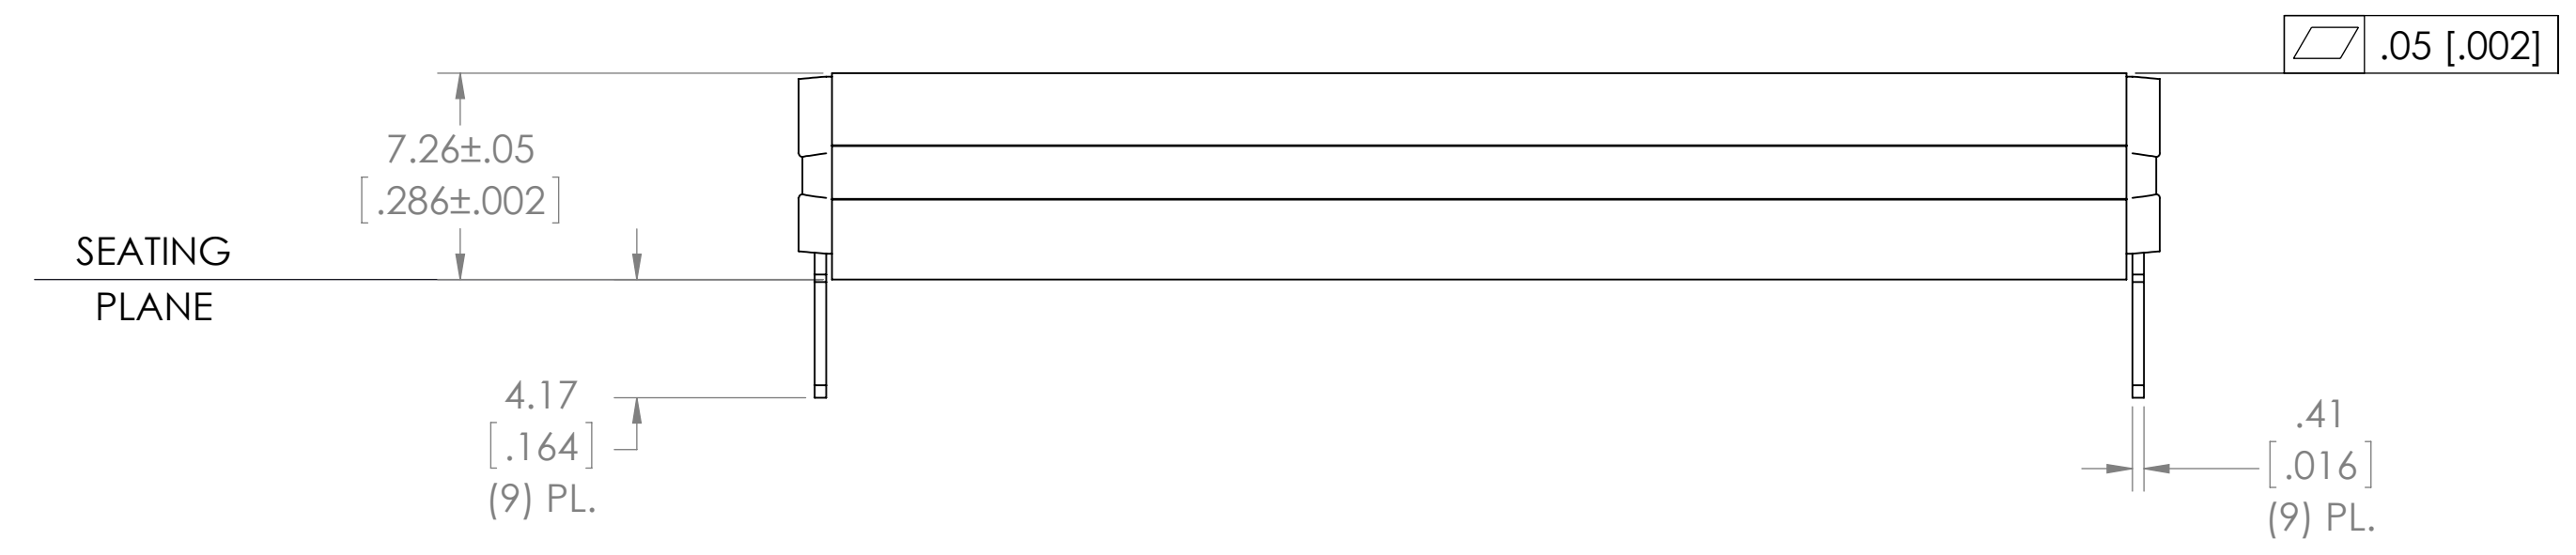 .05 [.002]
7.26±.05
[.286±.002]
SEATING
PLANE
4.17
[.164]
(9) PL.
.41
[.016]
(9) PL.